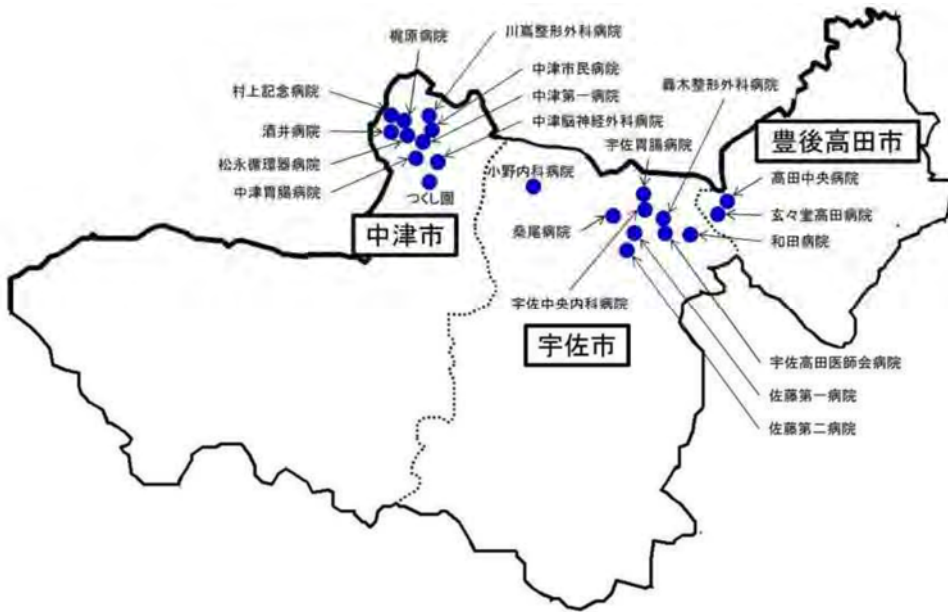 梶原病院
川嶌整形外科病院
村上記念病院
中津市民病院
酒井病院
中津第一病院
中津脳神経外科病院
松永循環器病院
中津胃腸病院
つくし園
中津市
小野内科病院
宇佐胃腸病院
轟木整形外科病院
豊後高田市
高田中央病院
玄々堂高田病院
桑尾病院
和田病院
宇佐中央内科病院
宇佐市
宇佐高田医師会病院
佐藤第一病院
佐藤第二病院